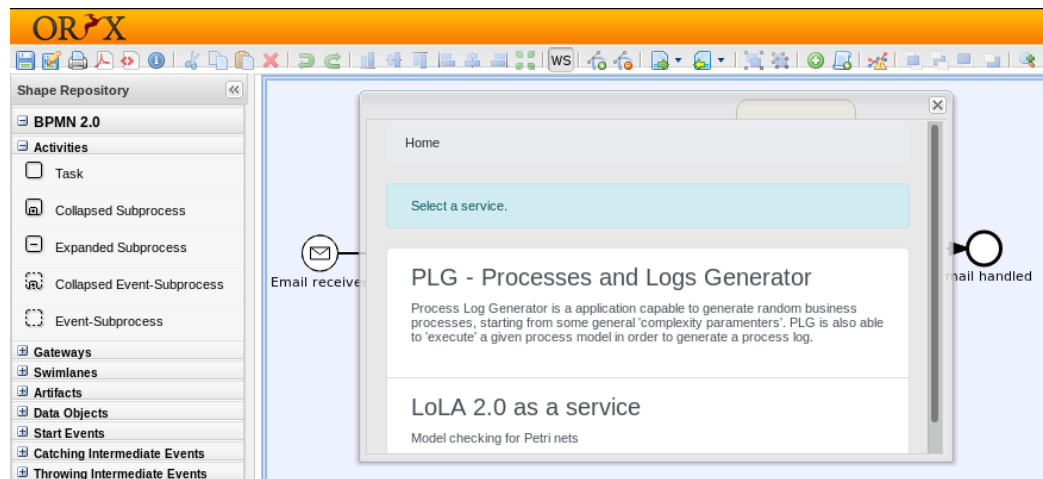 ORYX
WS
Shape Repository
BPMN 2.0
Activities
Task
Collapsed Subprocess
Expanded Subprocess
Collapsed Event-Subprocess
Event-Subprocess
Gateways
Swimlanes
Artifacts
Data Objects
Start Events
Catching Intermediate Events
Throwing Intermediate Events
Email receive
Home
Select a service.
PLG - Processes and Logs Generator
Process Log Generator is a application capable to generate random business
processes, starting from some general 'complexity paramenters'. PLG is also able
to 'execute' a given process model in order to generate a process log.
LoLA 2.0 as a service
Model checking for Petri nets
mail handled